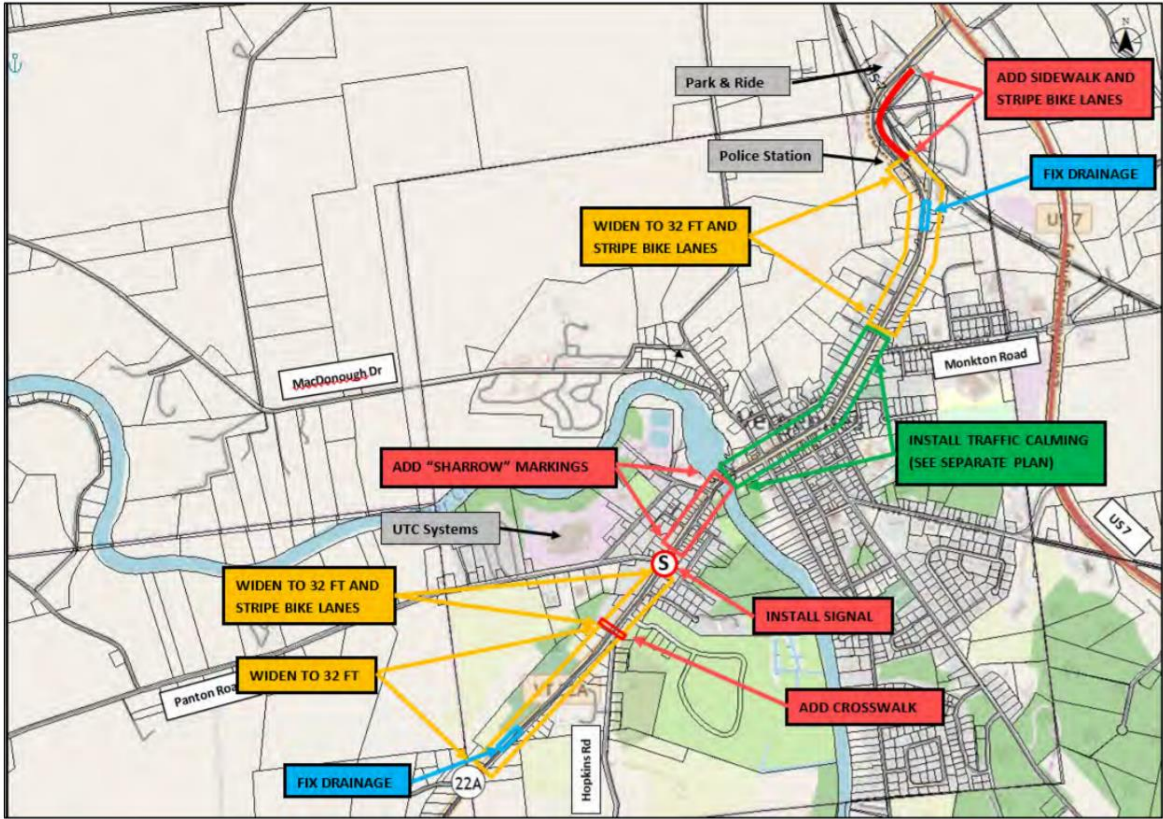 N
Park & Ride
ADD SIDEWALK AND
STRIPE BIKE LANES
Police Station
FIX DRAINAGE
WIDEN TO 32 FT AND
STRIPE BIKE LANES
US 7
Monkton Road
MacDonough Dr
INSTALL TRAFFIC CALMING
(SEE SEPARATE PLAN)
ADD "SHARROW" MARKINGS
UTC Systems
US 7
S
WIDEN TO 32 FT AND
STRIPE BIKE LANES
INSTALL SIGNAL
WIDEN TO 32 FT
Panton Roa
ADD CROSSWALK
Hopkins Rd
FIX DRAINAGE
22A